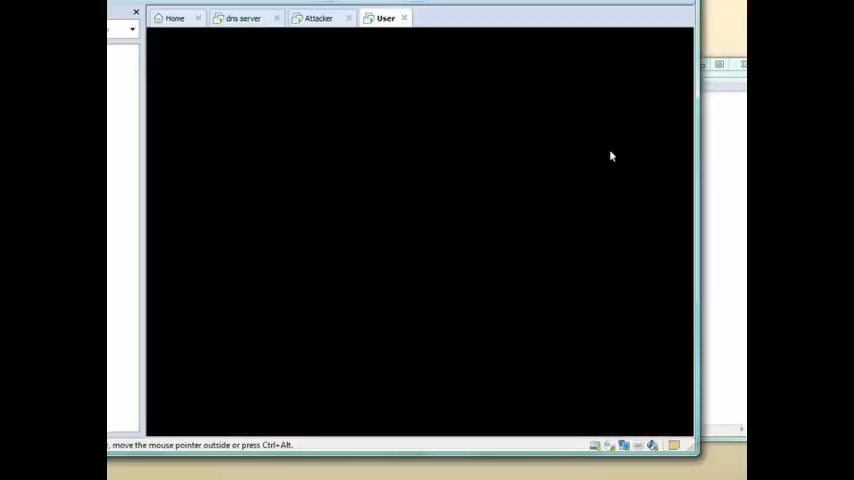 Home
dns server
Attacker
User
, move the mouse pointer outside or press Ctrl+Alt.